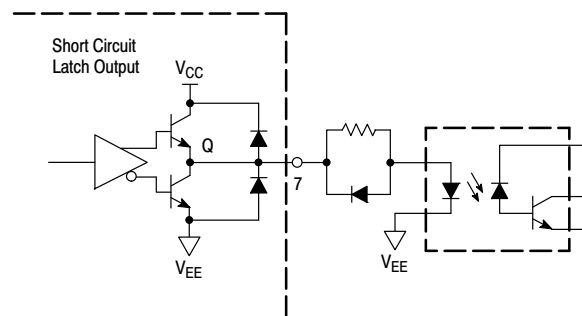 Short Circuit
Latch Output
VCC
Q
7
VEE
VEE